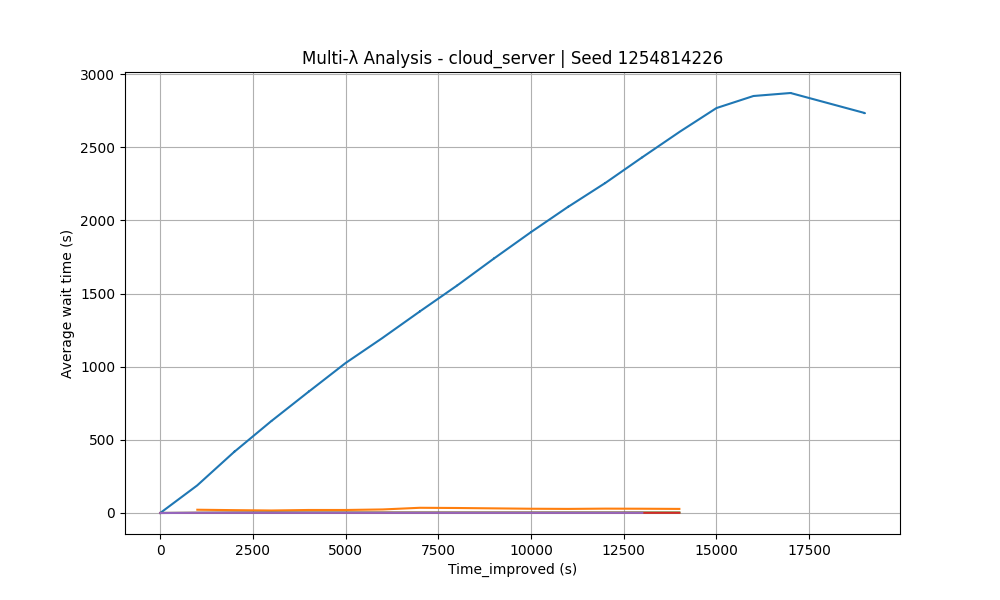 Multi-λ Analysis - cloud_server | Seed 1254814226
3000
2500
2000
1500
1000
500
0
Average wait time (s)
0 2500 5000 7500 10000 12500 15000 17500
Time_improved (s)